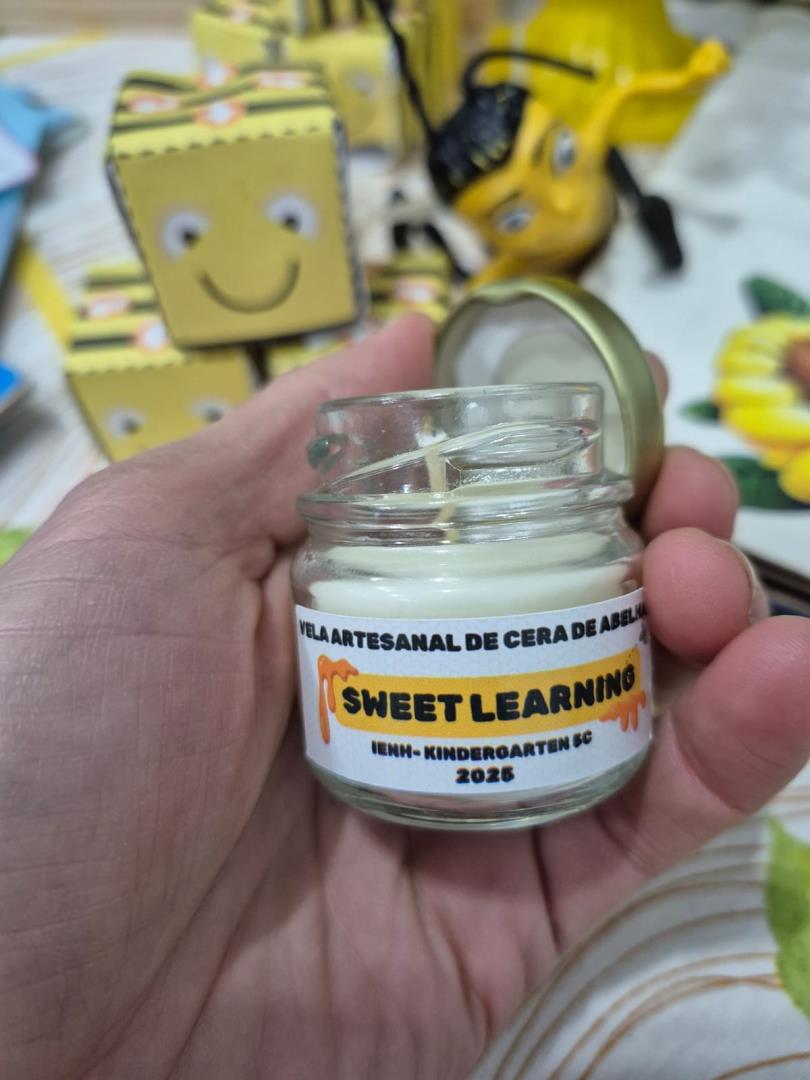 VELA ARTESANAL DE CERA DE ABELHA
SWEET LEARNING
IENH- KINDERGARTEN 5C
2025